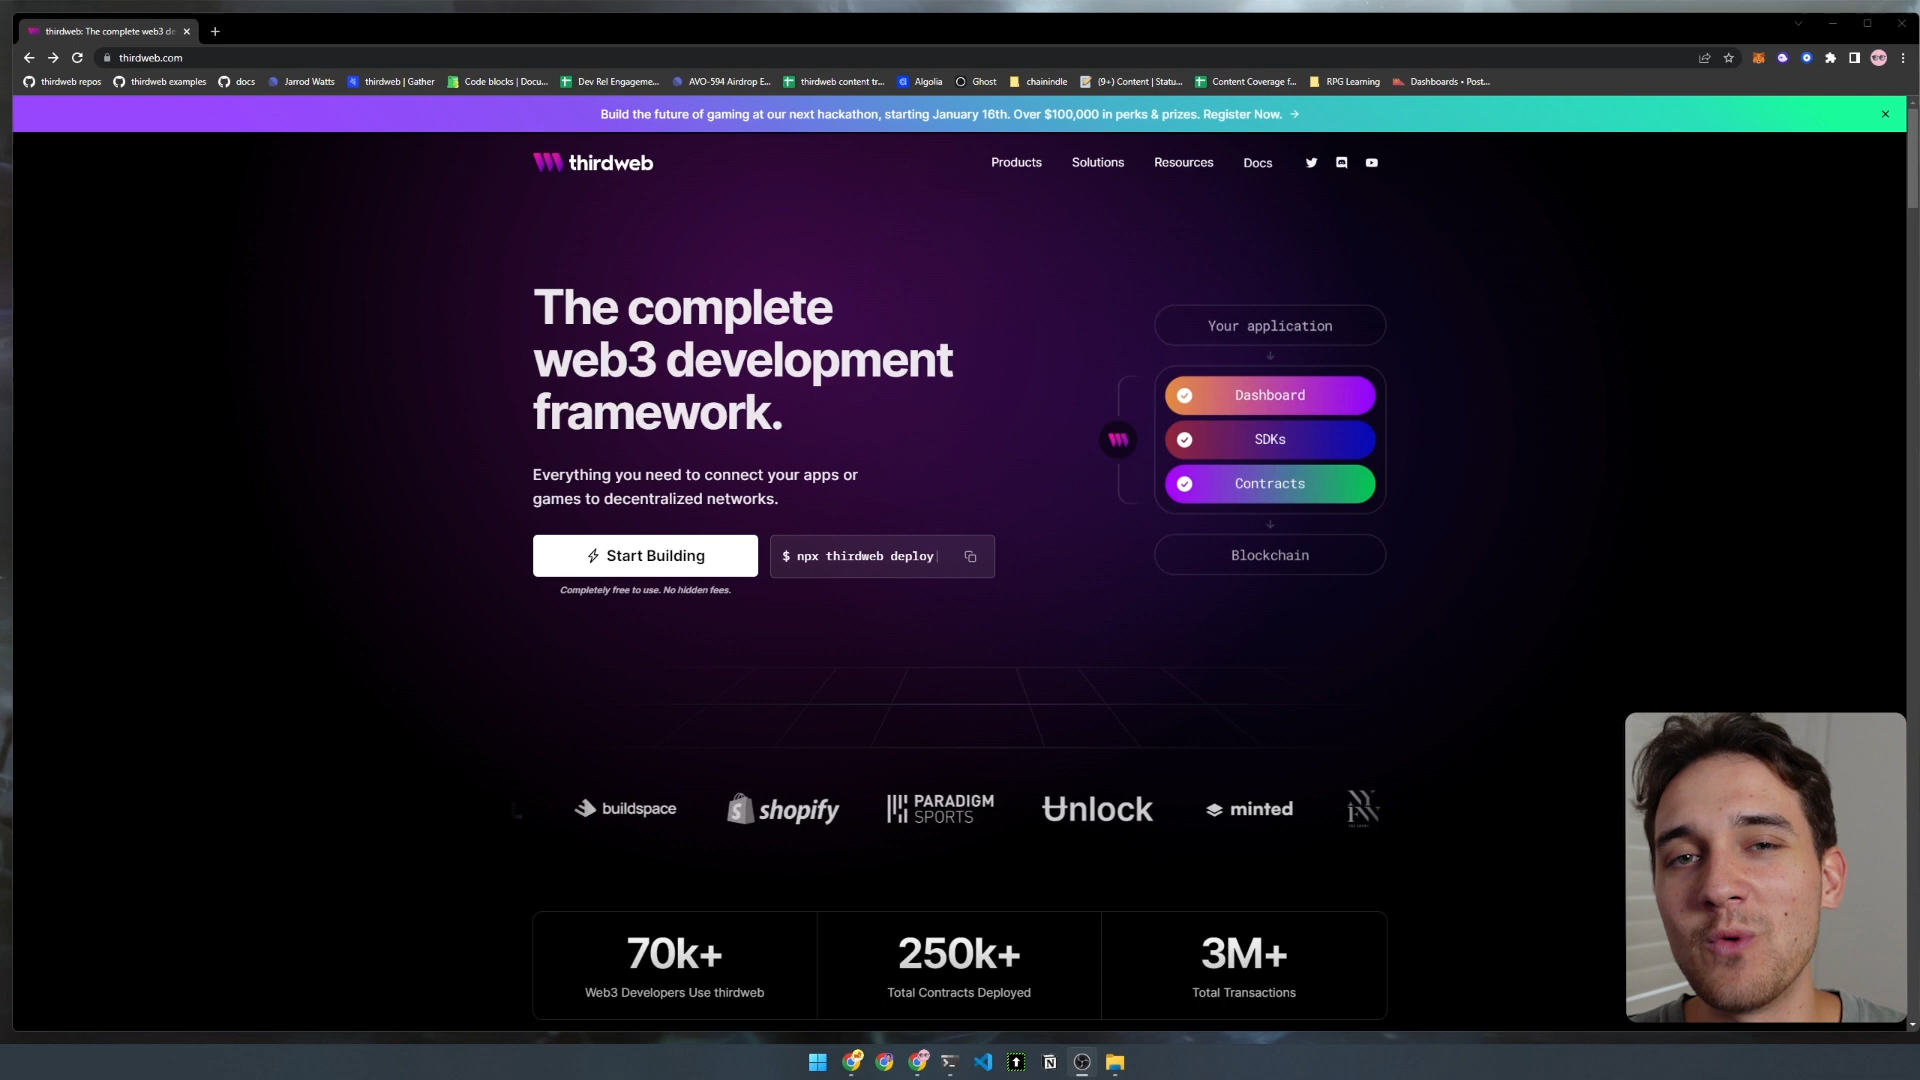 thirdweb: The complete web3 de
thirdweb.com
thirdweb repos
thirdweb examples
docs
Jarrod Watts
thirdweb | Gather
Code blocks | Docu...
Dev Rel Engageme...
AVO-594 Airdrop E...
thirdweb content tr...
Algolia
Ghost
chainindle
(9+) Content | Statu...
Content Coverage f...
RPG Learning
Dashboards • Post...
Build the future of gaming at our next hackathon, starting January 16th. Over $100,000 in perks & prizes. Register Now. →
thirdweb
Products
Solutions
Resources
Docs
The complete
web3 development
framework.
Everything you need to connect your apps or
games to decentralized networks.
Start Building
$ npx thirdweb deploy
Completely free to use. No hidden fees.
Your application
Dashboard
SDKs
Contracts
Blockchain
buildspace
shopify
PARADIGM
SPORTS
Unlock
minted
70k+
Web3 Developers Use thirdweb
250k+
Total Contracts Deployed
3M+
Total Transactions